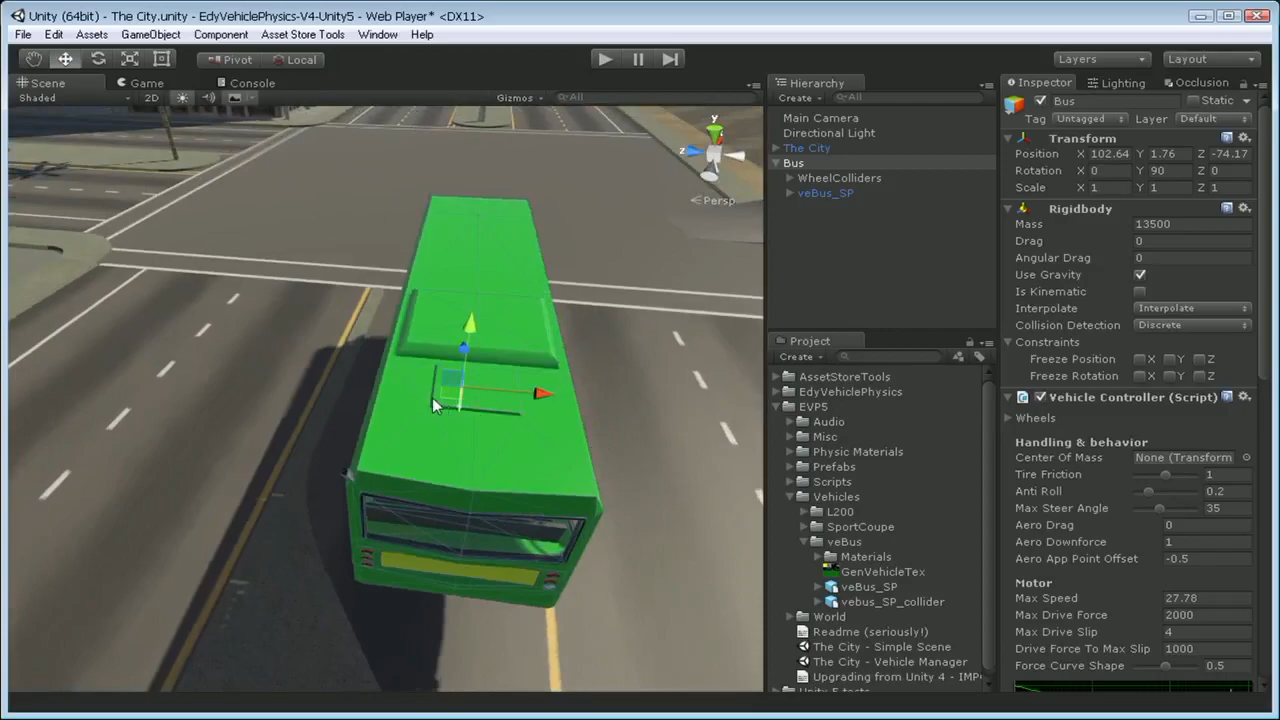 Unity (64bit) - The City.unity - EdyVehiclePhysics-V4-Unity5 - Web Player* <DX11>
File Edit Assets GameObject Component Asset Store Tools Window Help
Pivot Local Layers Layout
Scene Game Console
Shaded 2D Gizmos All
y
z
Persp
Hierarchy
Create All
Main Camera
Directional Light
The City
Bus
WheelColliders
veBus_SP
Project
Create
AssetStoreTools
EdyVehiclePhysics
EVP5
Audio
Misc
Physic Materials
Prefabs
Scripts
Vehicles
L200
SportCoupe
veBus
Materials
GenVehicleTex
veBus_SP
vebus_SP_collider
World
Readme (seriously!)
The City - Simple Scene
The City - Vehicle Manager
Upgrading from Unity 4 - IMP
Unity 5 tests
Inspector Lighting Occlusion
Bus Static
Tag Untagged Layer Default
Transform
Position X 102.64 Y 1.76 Z -74.17
Rotation X 0 Y 90 Z 0
Scale X 1 Y 1 Z 1
Rigidbody
Mass 13500
Drag 0
Angular Drag 0
Use Gravity
Is Kinematic
Interpolate Interpolate
Collision Detection Discrete
Constraints
Freeze Position X Y Z
Freeze Rotation X Y Z
Vehicle Controller (Script)
Wheels
Handling & behavior
Center Of Mass None (Transform
Tire Friction 1
Anti Roll 0.2
Max Steer Angle 35
Aero Drag 0
Aero Downforce 1
Aero App Point Offset -0.5
Motor
Max Speed 27.78
Max Drive Force 2000
Max Drive Slip 4
Drive Force To Max Slip 1000
Force Curve Shape 0.5